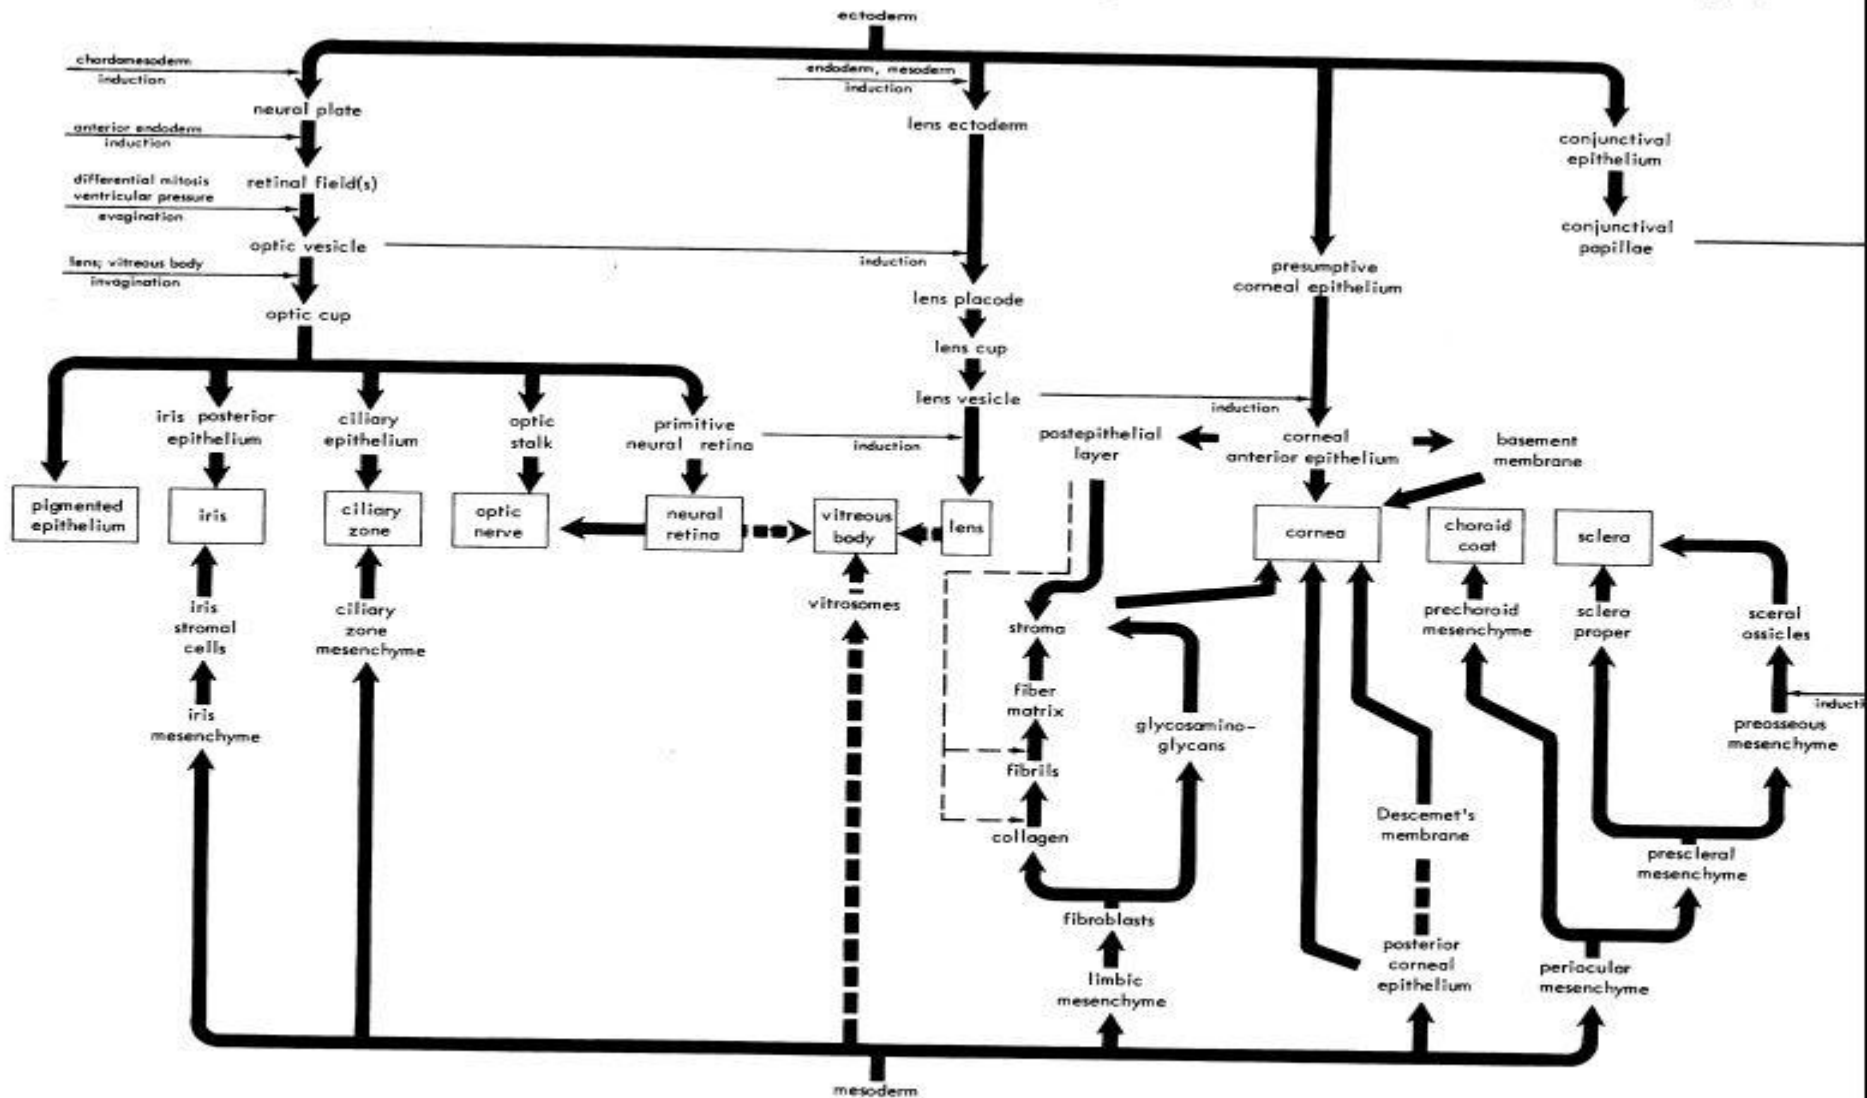 ectoderm
chordamesoderm
induction
endoderm, mesoderm
induction
neural plate
lens ectoderm
anterior endoderm
induction
conjunctival
epithelium
differential mitosis
ventricular pressure
evagination
retinal field(s)
conjunctival
papillae
optic vesicle
induction
lens; vitreous body
invagination
presumptive
corneal epithelium
optic cup
lens placode
lens cup
lens vesicle
induction
iris posterior
epithelium
ciliary
epithelium
optic
stalk
primitive
neural retina
induction
postepithelial
layer
corneal
anterior epithelium
basement
membrane
pigmented
epithelium
iris
ciliary
zone
optic
nerve
neural
retina
vitreous
body
lens
cornea
choroid
coat
sclera
iris
stromal
cells
ciliary
zone
mesenchyme
vitrosomes
stroma
prechoroid
mesenchyme
sclera
proper
sceral
ossicles
iris
mesenchyme
fiber
matrix
glycosamino-
glycans
inducti
preosseous
mesenchyme
fibrils
collagen
Descemet's
membrane
prescleral
mesenchyme
fibroblasts
limbic
mesenchyme
posterior
corneal
epithelium
periocular
mesenchyme
mesoderm